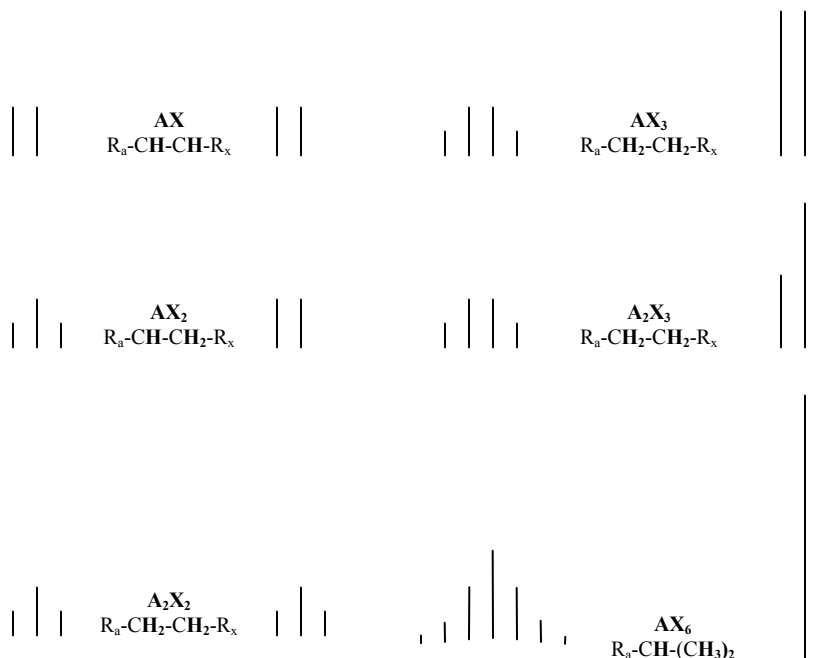 AX
Rₐ-CH-CH-Rₓ
AX₃
Rₐ-CH₂-CH₂-Rₓ
AX₂
Rₐ-CH-CH₂-Rₓ
A₂X₃
Rₐ-CH₂-CH₂-Rₓ
A₂X₂
Rₐ-CH₂-CH₂-Rₓ
AX₆
Rₐ-CH-(CH₃)₂